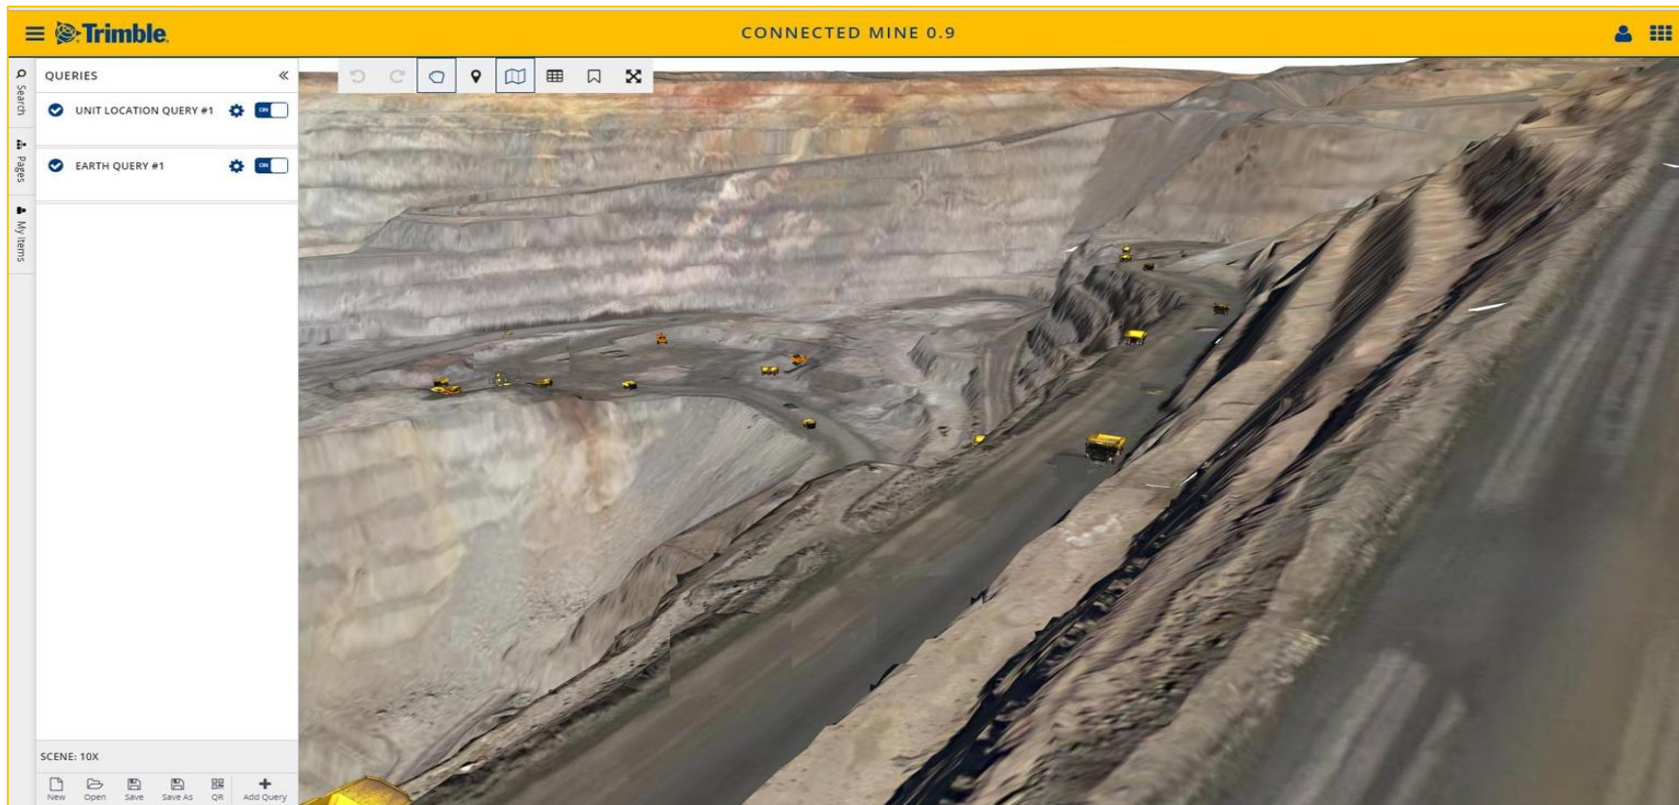 Trimble.
CONNECTED MINE 0.9
Search
Pages
My Items
QUERIES
UNIT LOCATION QUERY #1
ON
EARTH QUERY #1
ON
SCENE: 10X
New
Open
Save
Save As
QR
Add Query